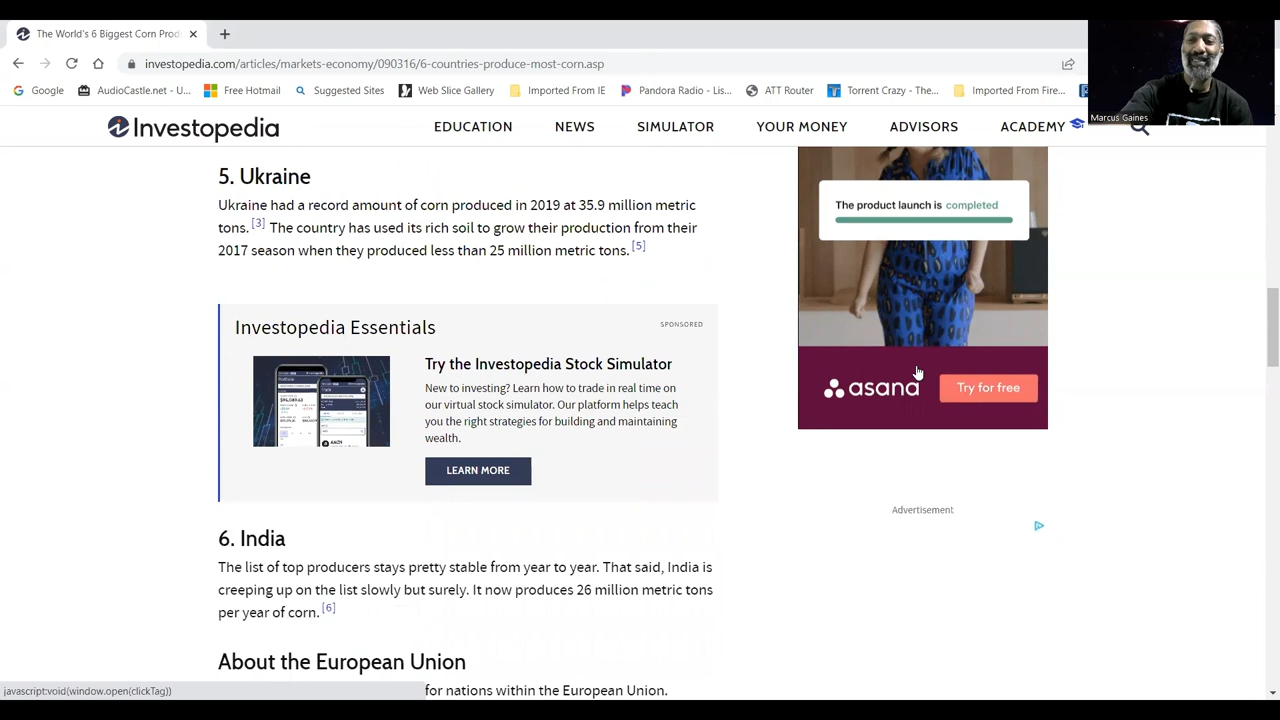 The World's 6 Biggest Corn Prod
investopedia.com/articles/markets-economy/090316/6-countries-produce-most-corn.asp
Google AudioCastle.net - U... Free Hotmail Suggested Sites Web Slice Gallery Imported From IE Pandora Radio - Lis... ATT Router Torrent Crazy - The... Imported From Fire...
Marcus Gaines
Investopedia EDUCATION NEWS SIMULATOR YOUR MONEY ADVISORS ACADEMY
5. Ukraine
Ukraine had a record amount of corn produced in 2019 at 35.9 million metric
tons. [3] The country has used its rich soil to grow their production from their
2017 season when they produced less than 25 million metric tons. [5]
Investopedia Essentials
SPONSORED
Try the Investopedia Stock Simulator
New to investing? Learn how to trade in real time on
our virtual stock simulator. Our platform helps teach
you the right strategies for building and maintaining
wealth.
LEARN MORE
6. India
The list of top producers stays pretty stable from year to year. That said, India is
creeping up on the list slowly but surely. It now produces 26 million metric tons
per year of corn. [6]
About the European Union
for nations within the European Union.
The product launch is completed
asana
Try for free
Advertisement
javascript:void(window.open(clickTag))